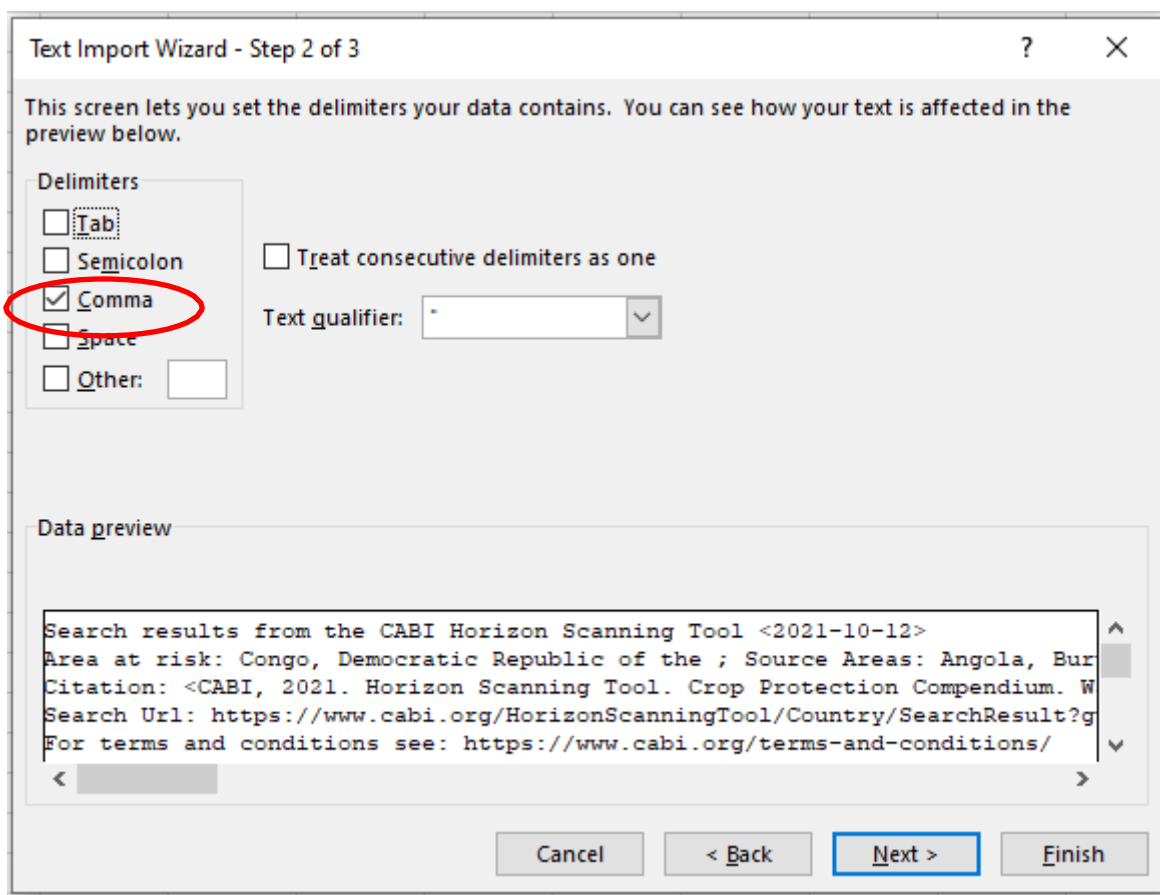 Text Import Wizard - Step 2 of 3
?
This screen lets you set the delimiters your data contains. You can see how your text is affected in the
preview below.
Delimiters
Tab
Semicolon
Treat consecutive delimiters as one
Comma
Text qualifier: "
Space
Other:
Data preview
Search results from the CABI Horizon Scanning Tool <2021-10-12>
Area at risk: Congo, Democratic Republic of the ; Source Areas: Angola, Bur
Citation: <CABI, 2021. Horizon Scanning Tool. Crop Protection Compendium. W
Search Url: https://www.cabi.org/HorizonScanningTool/Country/SearchResult?g
For terms and conditions see: https://www.cabi.org/terms-and-conditions/
Cancel < Back Next > Finish